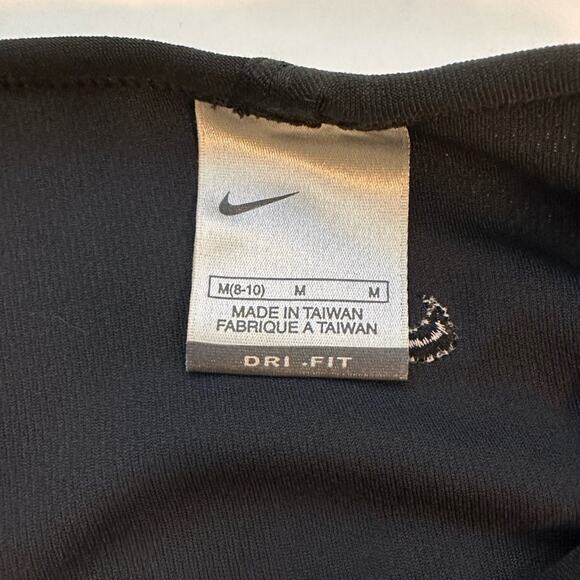 M(8-10) M M
MADE IN TAIWAN
FABRIQUE A TAIWAN
DRI .FIT